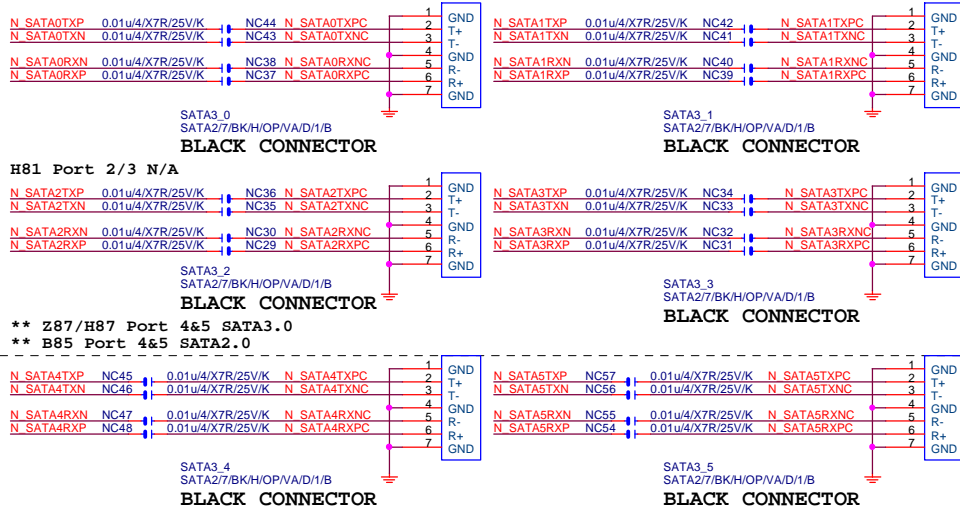 N_SATA0TXP 0.01u/4/X7R/25V/K NC44 N_SATA0TXPC
N_SATA0TXN 0.01u/4/X7R/25V/K NC43 N_SATA0TXNC
N_SATA0RXN 0.01u/4/X7R/25V/K NC38 N_SATA0RXNC
N_SATA0RXP 0.01u/4/X7R/25V/K NC37 N_SATA0RXPC
1 GND
2 T+
3 T-
4 GND
5 R-
6 R+
7 GND
SATA3_0
SATA2/7/BK/H/OP/VA/D/1/B
BLACK CONNECTOR
N_SATA1TXP 0.01u/4/X7R/25V/K NC42 N_SATA1TXPC
N_SATA1TXN 0.01u/4/X7R/25V/K NC41 N_SATA1TXNC
N_SATA1RXN 0.01u/4/X7R/25V/K NC40 N_SATA1RXNC
N_SATA1RXP 0.01u/4/X7R/25V/K NC39 N_SATA1RXPC
1 GND
2 T+
3 T-
4 GND
5 R-
6 R+
7 GND
SATA3_1
SATA2/7/BK/H/OP/VA/D/1/B
BLACK CONNECTOR
H81 Port 2/3 N/A
N_SATA2TXP 0.01u/4/X7R/25V/K NC36 N_SATA2TXPC
N_SATA2TXN 0.01u/4/X7R/25V/K NC35 N_SATA2TXNC
N_SATA2RXN 0.01u/4/X7R/25V/K NC30 N_SATA2RXNC
N_SATA2RXP 0.01u/4/X7R/25V/K NC29 N_SATA2RXPC
1 GND
2 T+
3 T-
4 GND
5 R-
6 R+
7 GND
SATA3_2
SATA2/7/BK/H/OP/VA/D/1/B
BLACK CONNECTOR
N_SATA3TXP 0.01u/4/X7R/25V/K NC34 N_SATA3TXPC
N_SATA3TXN 0.01u/4/X7R/25V/K NC33 N_SATA3TXNC
N_SATA3RXN 0.01u/4/X7R/25V/K NC32 N_SATA3RXNC
N_SATA3RXP 0.01u/4/X7R/25V/K NC31 N_SATA3RXPC
1 GND
2 T+
3 T-
4 GND
5 R-
6 R+
7 GND
SATA3_3
SATA2/7/BK/H/OP/VA/D/1/B
BLACK CONNECTOR
** Z87/H87 Port 4&5 SATA3.0
** B85 Port 4&5 SATA2.0
N_SATA4TXP NC45 0.01u/4/X7R/25V/K N_SATA4TXPC
N_SATA4TXN NC46 0.01u/4/X7R/25V/K N_SATA4TXNC
N_SATA4RXN NC47 0.01u/4/X7R/25V/K N_SATA4RXNC
N_SATA4RXP NC48 0.01u/4/X7R/25V/K N_SATA4RXPC
1 GND
2 T+
3 T-
4 GND
5 R-
6 R+
7 GND
SATA3_4
SATA2/7/BK/H/OP/VA/D/1/B
BLACK CONNECTOR
N_SATA5TXP NC57 0.01u/4/X7R/25V/K N_SATA5TXPC
N_SATA5TXN NC56 0.01u/4/X7R/25V/K N_SATA5TXNC
N_SATA5RXN NC55 0.01u/4/X7R/25V/K N_SATA5RXNC
N_SATA5RXP NC54 0.01u/4/X7R/25V/K N_SATA5RXPC
1 GND
2 T+
3 T-
4 GND
5 R-
6 R+
7 GND
SATA3_5
SATA2/7/BK/H/OP/VA/D/1/B
BLACK CONNECTOR